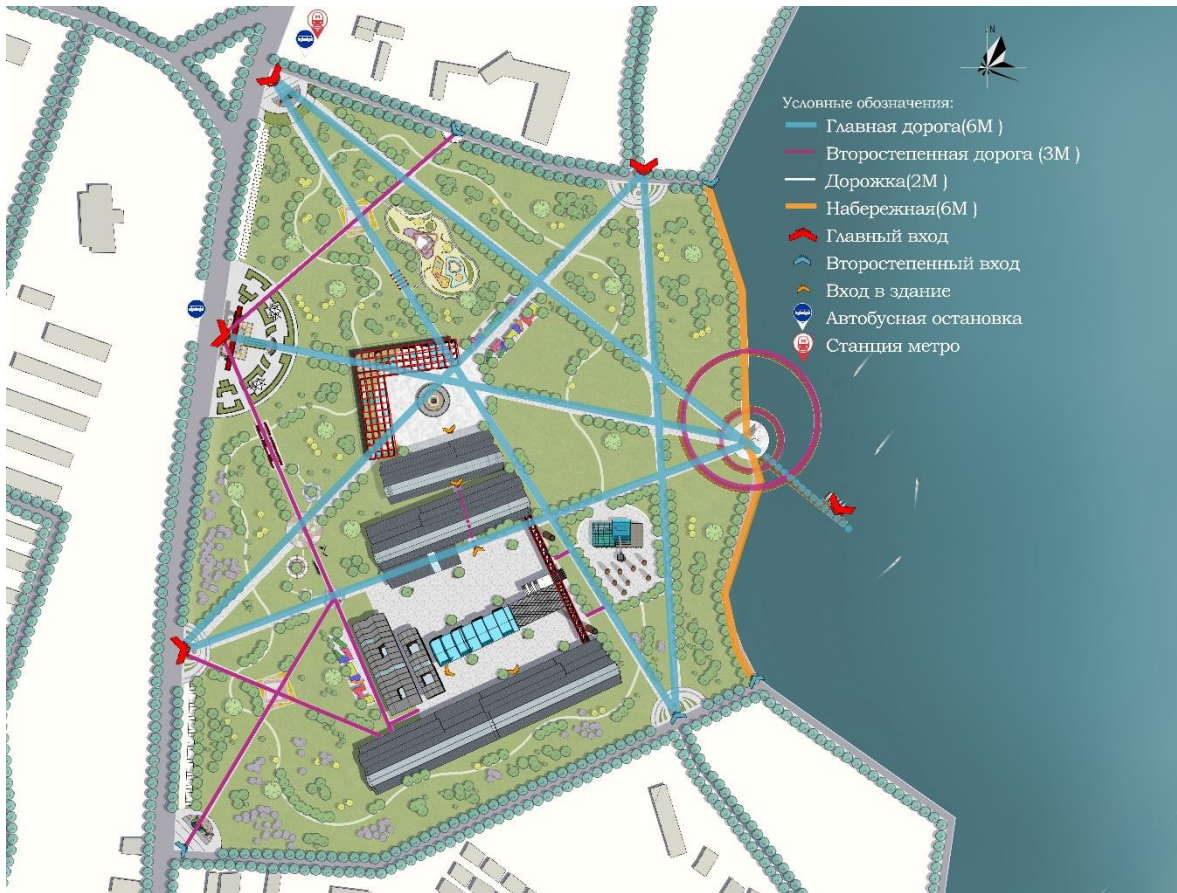 N
Условные обозначения:
Главная дорога(6М )
Второстепенная дорога (3М )
Дорожка(2М )
Набережная(6М )
Главный вход
Второстепенный вход
Вход в здание
Автобусная остановка
Станция метро